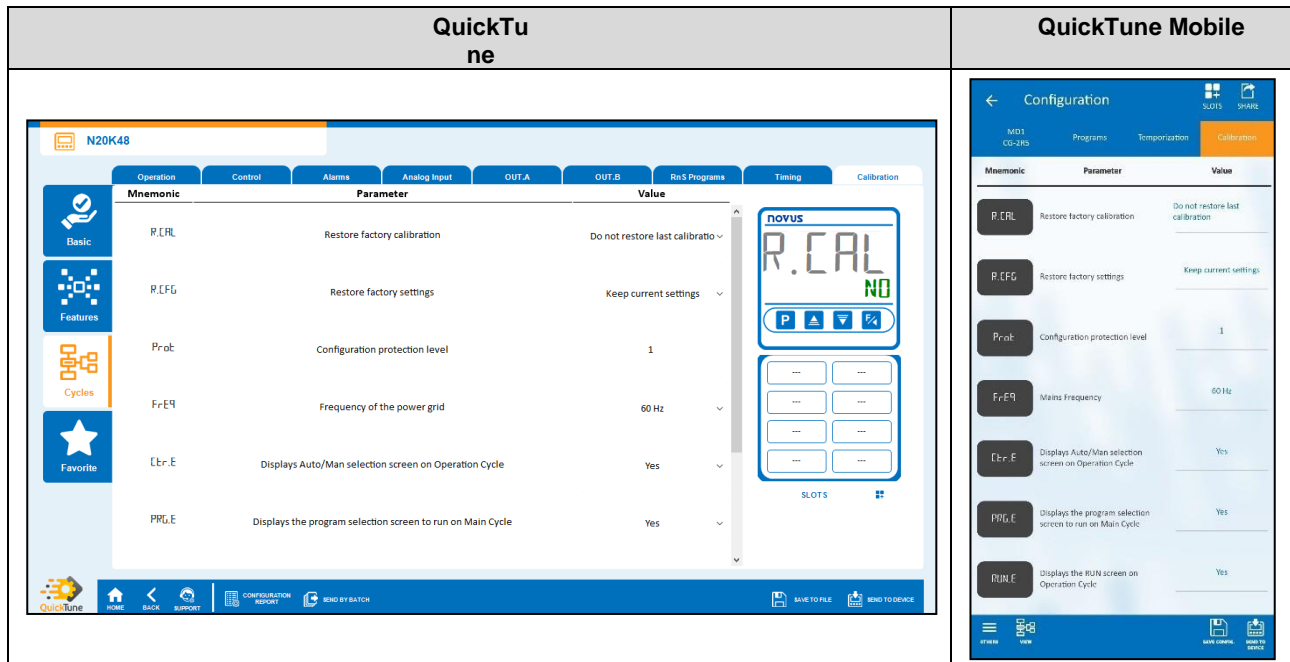 QuickTu
ne
QuickTune Mobile
N20K48
Operation Control Alarms Analog Input OUT.A OUT.B RnS Programs Timing Calibration
Mnemonic Parameter Value
Basic
Features
Cycles
Favorite
R.CAL Restore factory calibration Do not restore last calibratio
R.CFG Restore factory settings Keep current settings
Prot Configuration protection level 1
FrEq Frequency of the power grid 60 Hz
Ctr.E Displays Auto/Man selection screen on Operation Cycle Yes
PRG.E Displays the program selection screen to run on Main Cycle Yes
novus
R.CAL
NO
P F/
--- ---
--- ---
--- ---
--- ---
SLOTS
QuickTune
HOME BACK SUPPORT
CONFIGURATION
REPORT
SEND BY BATCH
SAVE TO FILE SEND TO DEVICE
Configuration
SLOTS SHARE
MD1
CG-2R5
Programs Temporization Calibration
Mnemonic Parameter Value
R.CAL Restore factory calibration Do not restore last
calibration
R.CFG Restore factory settings Keep current settings
Prot Configuration protection level 1
FrEq Mains Frequency 60 Hz
Ctr.E Displays Auto/Man selection
screen on Operation Cycle Yes
PRG.E Displays the program selection
screen to run on Main Cycle Yes
RUN.E Displays the RUN screen on
Operation Cycle Yes
OTHERS VIEW
SAVE CONFIG. SEND TO
DEVICE